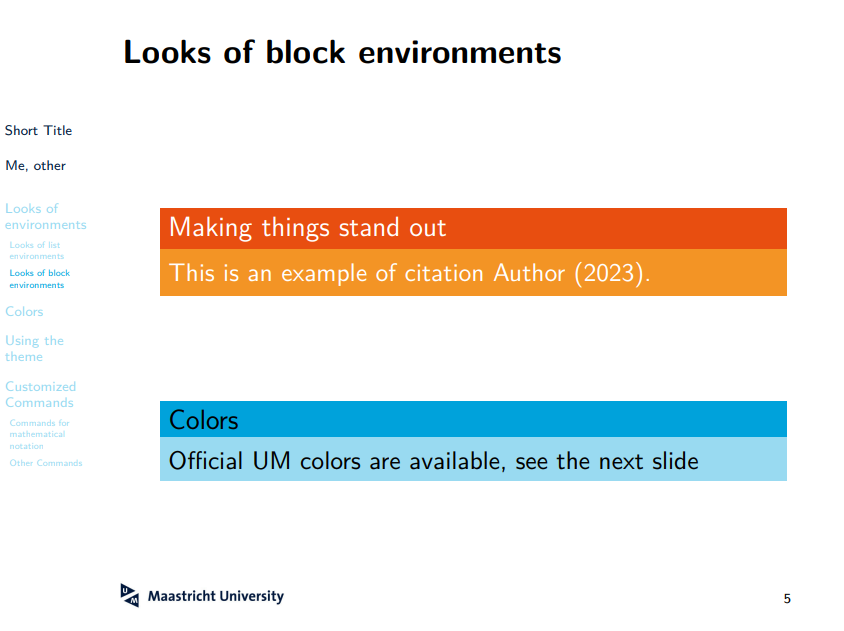 Looks of block environments
Short Title
Me, other
Looks of
environments
Looks of list
environments
Looks of block
environments
Colors
Using the
theme
Customized
Commands
Commands for
mathematical
notation
Other Commands
Making things stand out
This is an example of citation Author (2023).
Colors
Official UM colors are available, see the next slide
UM Maastricht University
5